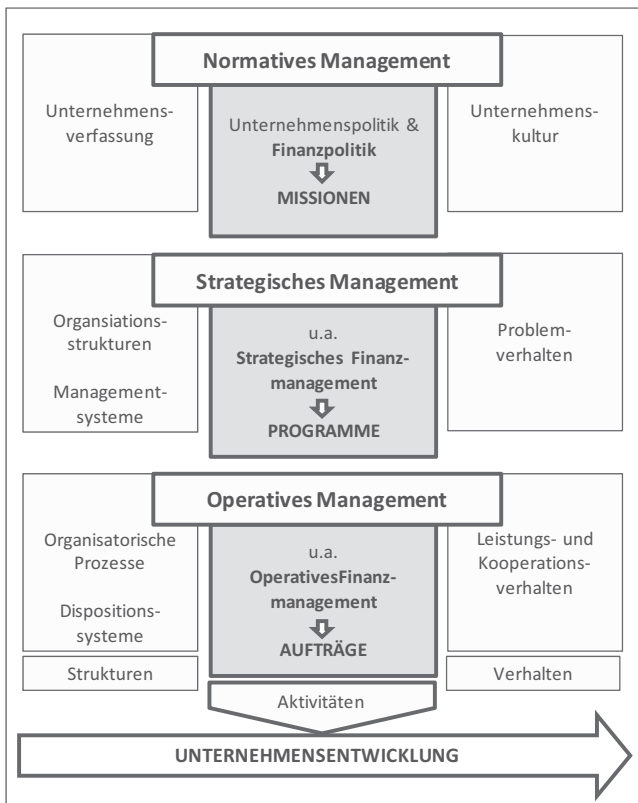 Normatives Management
Unternehmens-
verfassung
Unternehmenspolitik &
Finanzpolitik
MISSIONEN
Unternehmens-
kultur
Strategisches Management
Organsiations-
strukturen
Management-
systeme
u.a.
Strategisches Finanz-
management
PROGRAMME
Problem-
verhalten
Operatives Management
Organisatorische
Prozesse
Dispositions-
systeme
u.a.
OperativesFinanz-
management
AUFTRÄGE
Leistungs- und
Kooperations-
verhalten
Strukturen
Aktivitäten
Verhalten
UNTERNEHMENSENTWICKLUNG